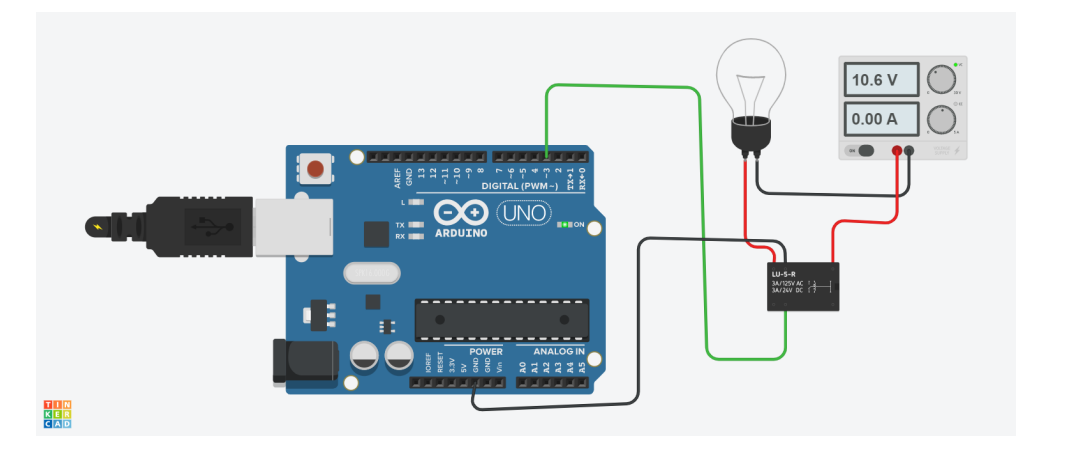 10.6 V
0.00 A
AREF
GND
13
12
~11
~10
~9
8
7
~6
~5
4
~3
2
TX→1
RX←0
DIGITAL (PWM~)
L
TX
RX
ARDUINO
UNO
ON
LU-5-R
3A/125V AC
3A/24V DC
POWER
ANALOG IN
IOREF
RESET
3.3V
5V
GND
GND
Vin
A0
A1
A2
A3
A4
A5
TIN
KER
CAD